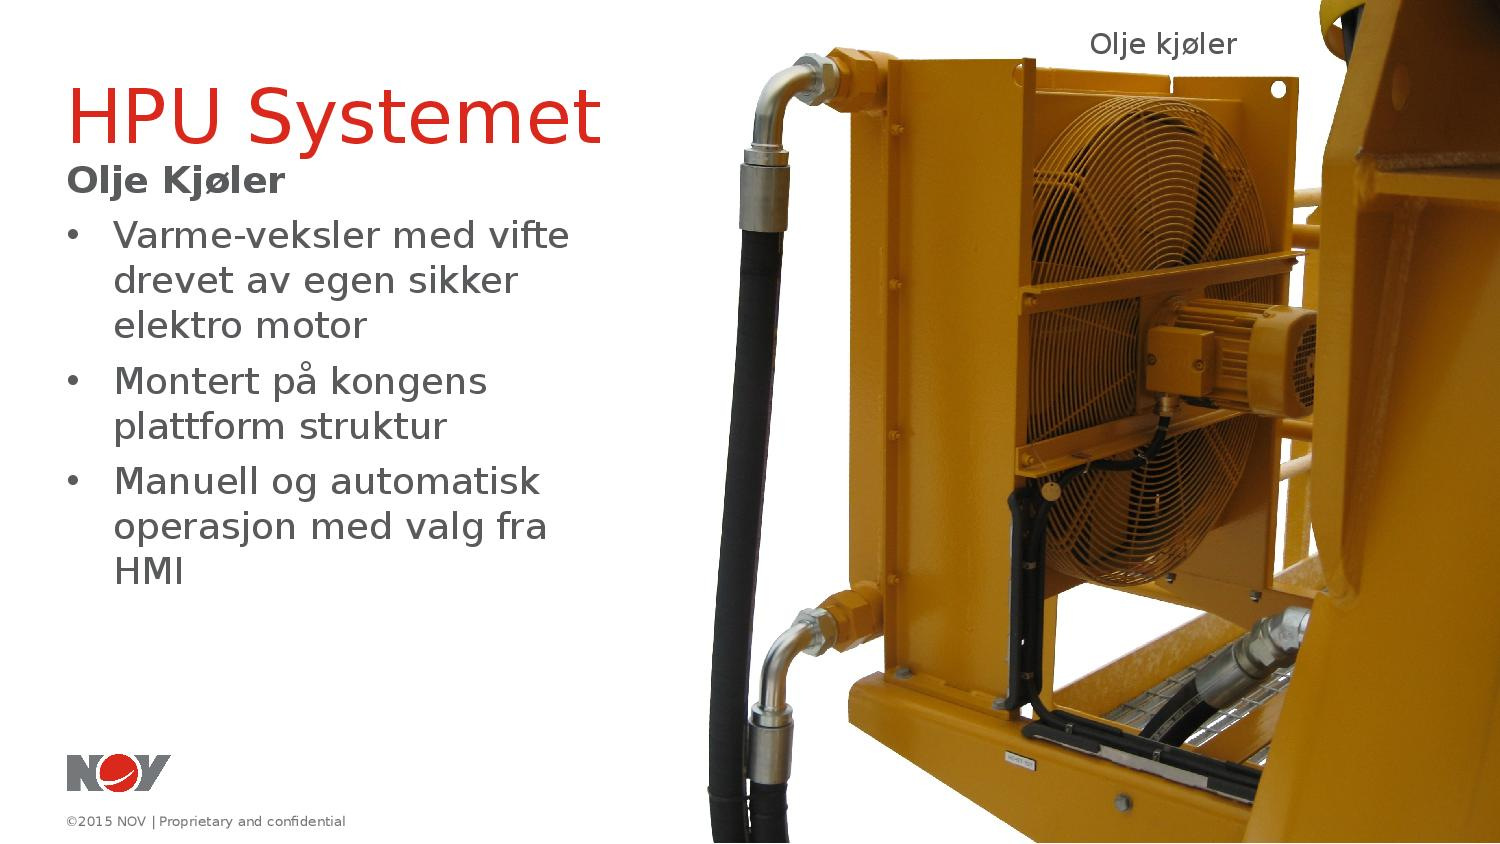 Olje kjøler
HPU Systemet
Olje Kjøler
• Varme-veksler med vifte
drevet av egen sikker
elektro motor
• Montert på kongens
plattform struktur
• Manuell og automatisk
operasjon med valg fra
HMI
NOV
©2015 NOV | Proprietary and confidential